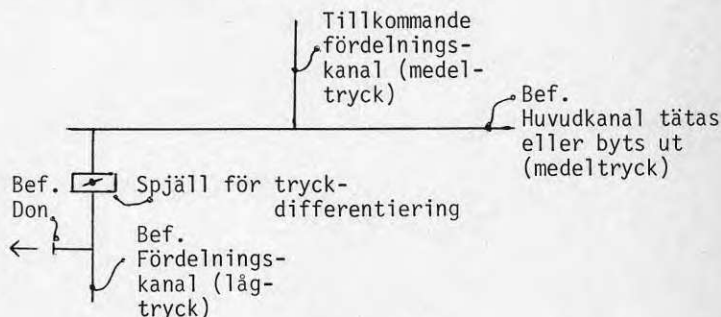 Tillkommande
fördelnings-
kanal (medel-
tryck)
Bef.
Huvudkanal tätas
eller byts ut
(medeltryck)
Bef.
Don
Spjäll för tryck-
differentiering
Bef.
Fördelnings-
kanal (låg-
tryck)